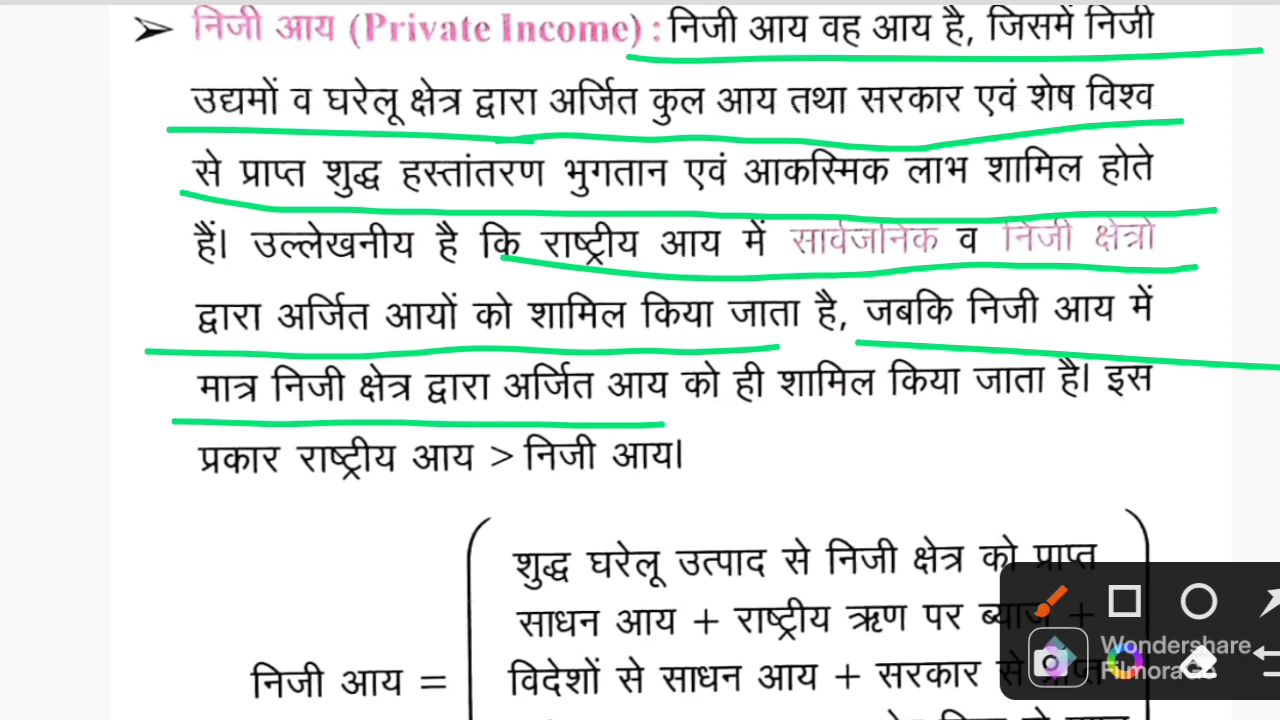 ➤ निजी आय (Private Income) : निजी आय वह आय है, जिसमें निजी
उद्यमों व घरेलू क्षेत्र द्वारा अर्जित कुल आय तथा सरकार एवं शेष विश्व
से प्राप्त शुद्ध हस्तांतरण भुगतान एवं आकस्मिक लाभ शामिल होते
हैं। उल्लेखनीय है कि राष्ट्रीय आय में सार्वजनिक व निजी क्षेत्रों
द्वारा अर्जित आयों को शामिल किया जाता है, जबकि निजी आय में
मात्र निजी क्षेत्र द्वारा अर्जित आय को ही शामिल किया जाता है। इस
प्रकार राष्ट्रीय आय > निजी आय।
शुद्ध घरेलू उत्पाद से निजी क्षेत्र को प्राप्त
साधन आय + राष्ट्रीय ऋण पर ब्याज +
निजी आय = विदेशों से साधन आय + सरकार से प्राप्त
Wondershare
Filmora